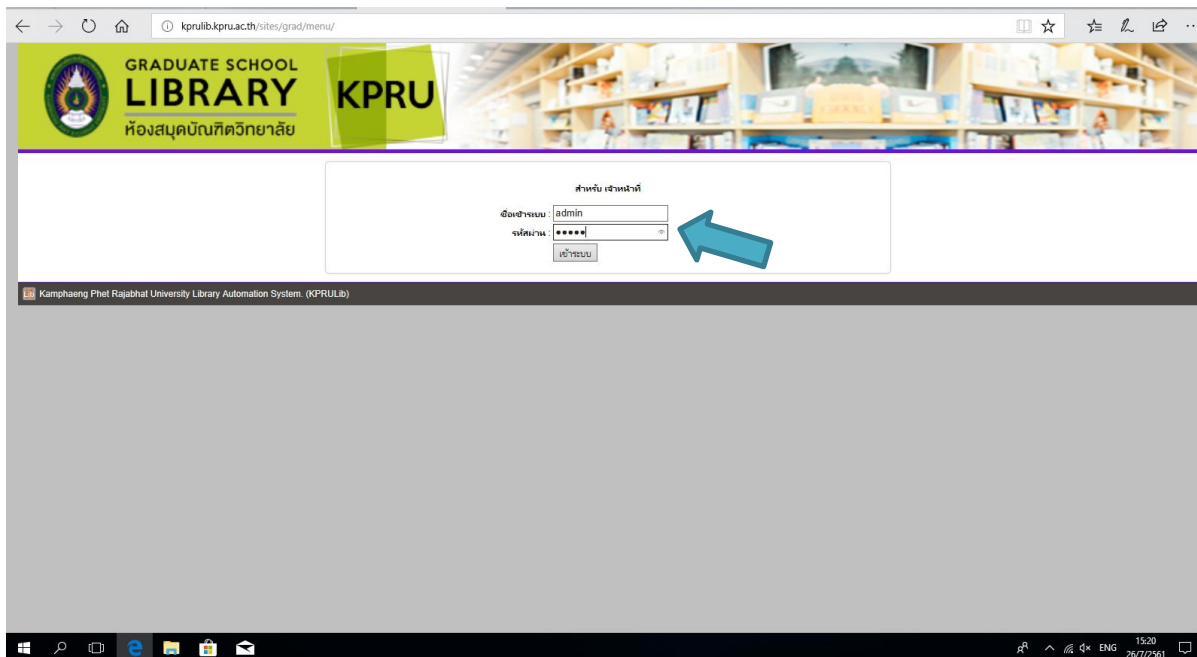 kprulib.kpru.ac.th/sites/grad/menu/
GRADUATE SCHOOL
LIBRARY
ห้องสมุดบัณฑิตวิทยาลัย
KPRU
สำหรับ เจ้าหน้าที่
ชื่อเข้าระบบ : admin
รหัสผ่าน : •••••
เข้าระบบ
Lib Kamphaeng Phet Rajabhat University Library Automation System. (KPRULib)
ENG
15:20
26/7/2561